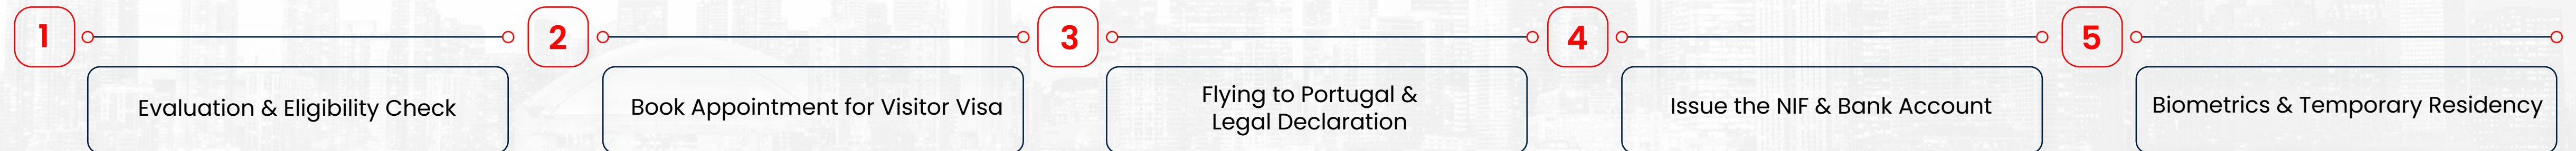 1
Evaluation & Eligibility Check
2
Book Appointment for Visitor Visa
3
Flying to Portugal &
Legal Declaration
4
Issue the NIF & Bank Account
5
Biometrics & Temporary Residency